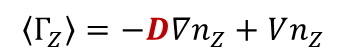 ⟨Γ_Z⟩ = −D∇n_Z + Vn_Z